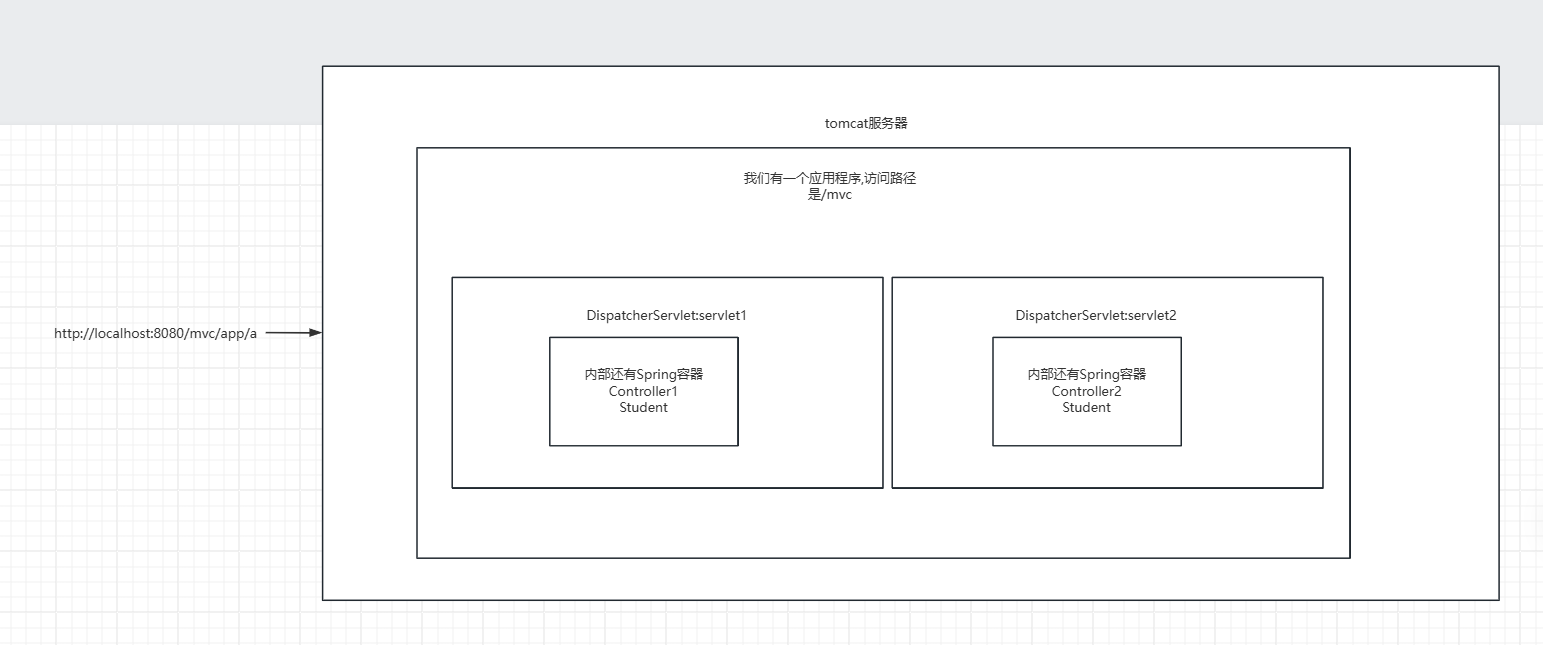 tomcat服务器
我们有一个应用程序,访问路径
是/mvc
http://localhost:8080/mvc/app/a
DispatcherServlet:servlet1
内部还有Spring容器
Controller1
Student
DispatcherServlet:servlet2
内部还有Spring容器
Controller2
Student